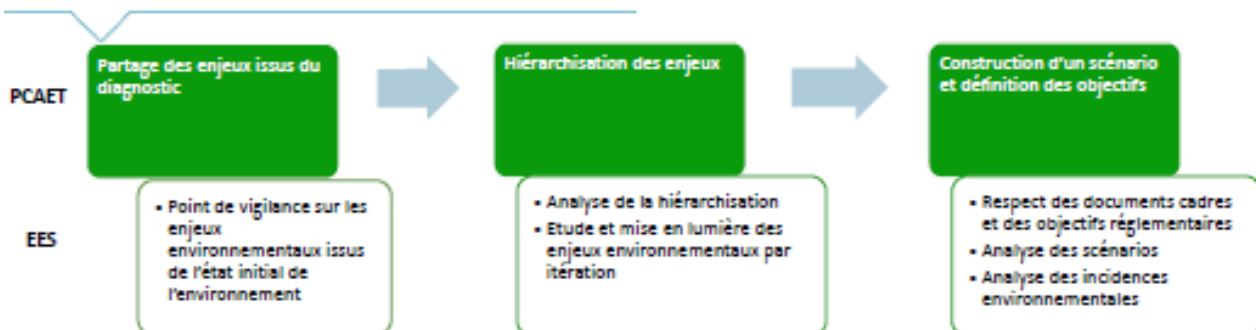 PCAET
Partage des enjeux issus du
diagnostic
Hiérarchisation des enjeux
Construction d'un scénario
et définition des objectifs
EES
▪ Point de vigilance sur les
enjeux
environnementaux issus
de l'état initial de
l'environnement
▪ Analyse de la hiérarchisation
▪ Etude et mise en lumière des
enjeux environnementaux par
itération
▪ Respect des documents cadres
et des objectifs réglementaires
▪ Analyse des scénarios
▪ Analyse des incidences
environnementales